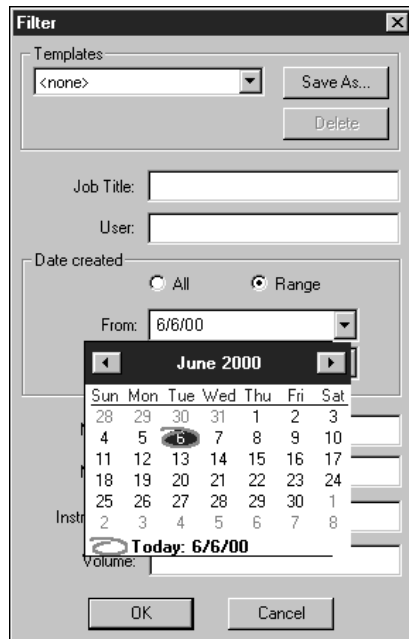 Filter
Templates
<none>
Save As...
Delete
Job Title:
User:
Date created
All Range
From: 6/6/00
June 2000
Sun Mon Tue Wed Thu Fri Sat
28 29 30 31 1 2 3
4 5 6 7 8 9 10
11 12 13 14 15 16 17
18 19 20 21 22 23 24
25 26 27 28 29 30 1
2 3 4 5 6 7 8
Today: 6/6/00
Volume:
OK Cancel